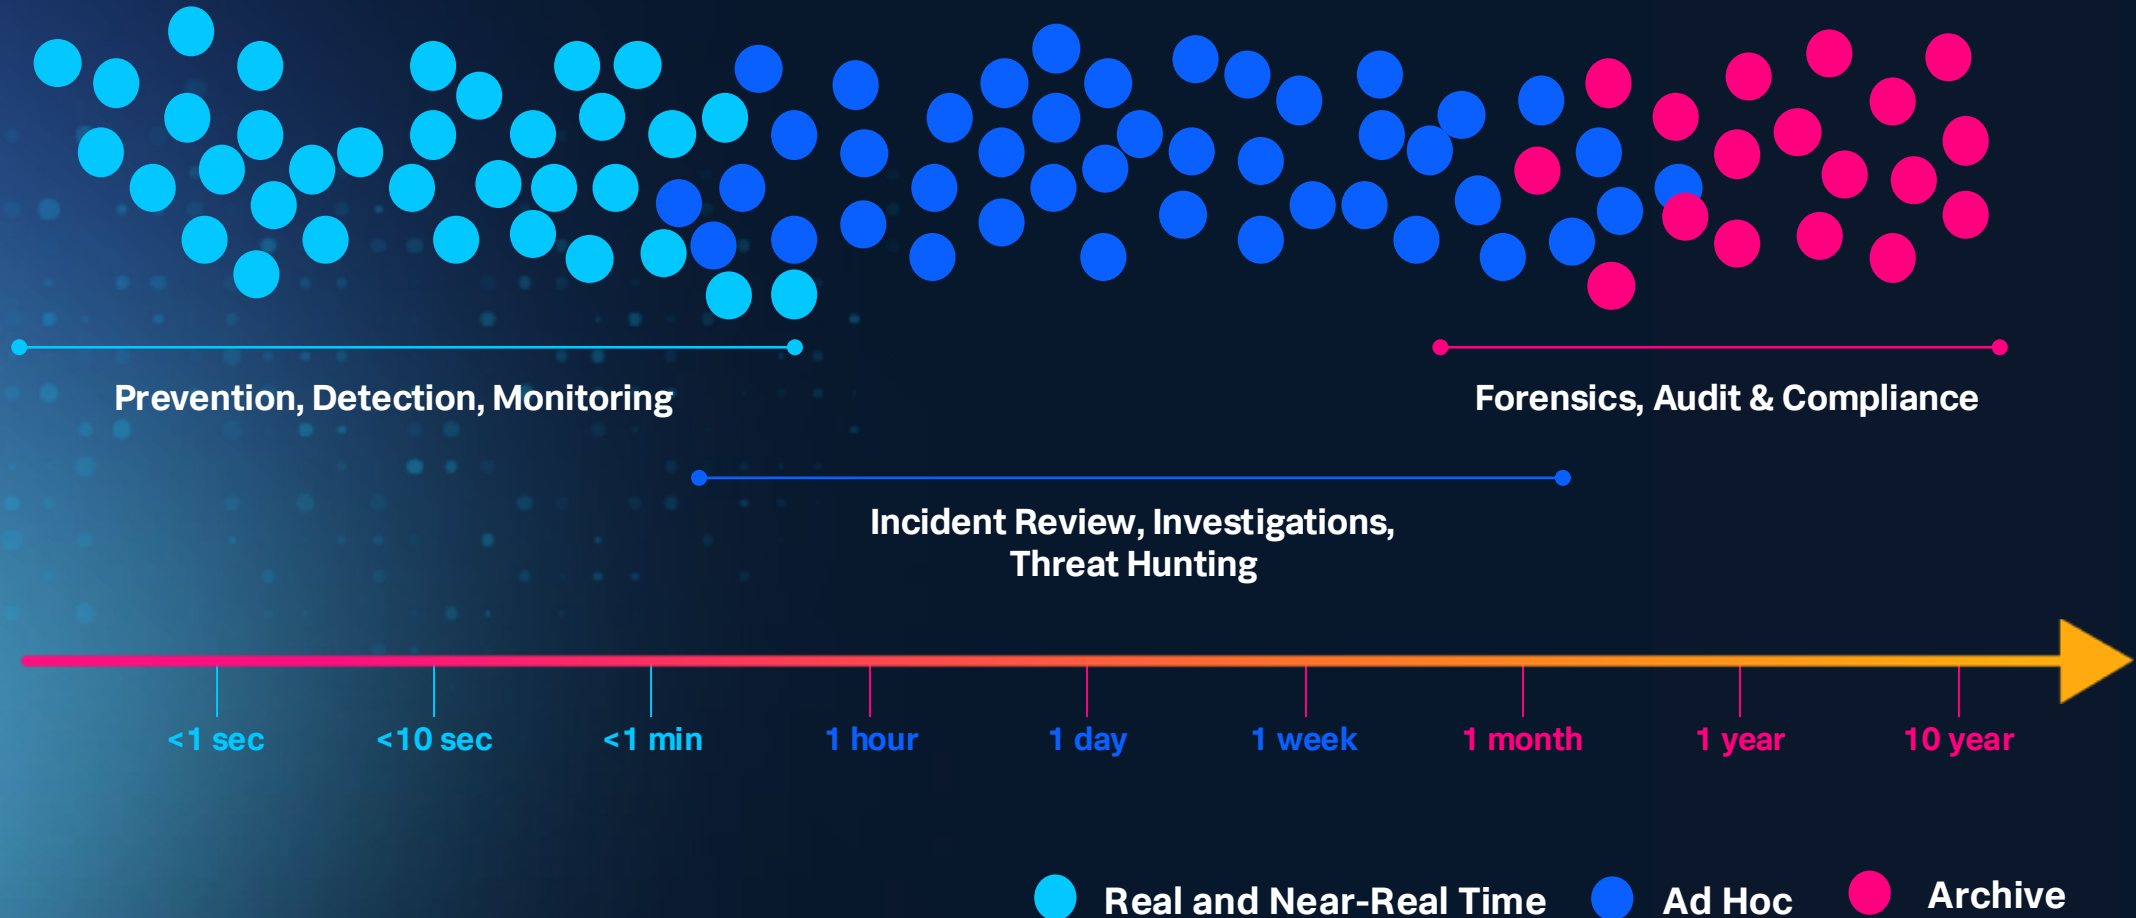 Prevention, Detection, Monitoring
Forensics, Audit & Compliance
Incident Review, Investigations,
Threat Hunting
<1 sec
<10 sec
<1 min
1 hour
1 day
1 week
1 month
1 year
10 year
Real and Near-Real Time
Ad Hoc
Archive